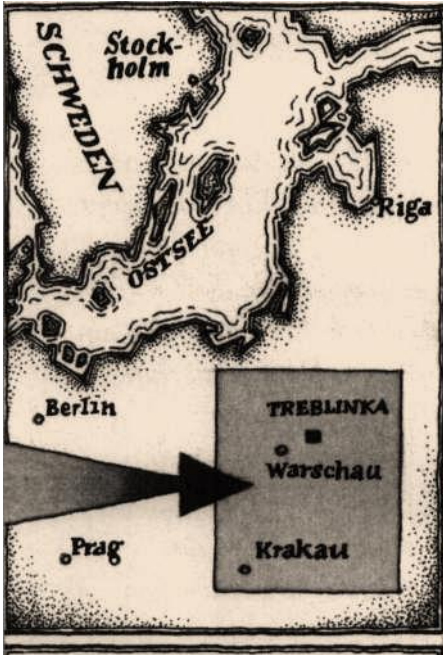 Stock-
holm
SCHWEDEN
Riga
OSTSEE
Berlin
TREBLINKA
Warschau
Prag
Krakau